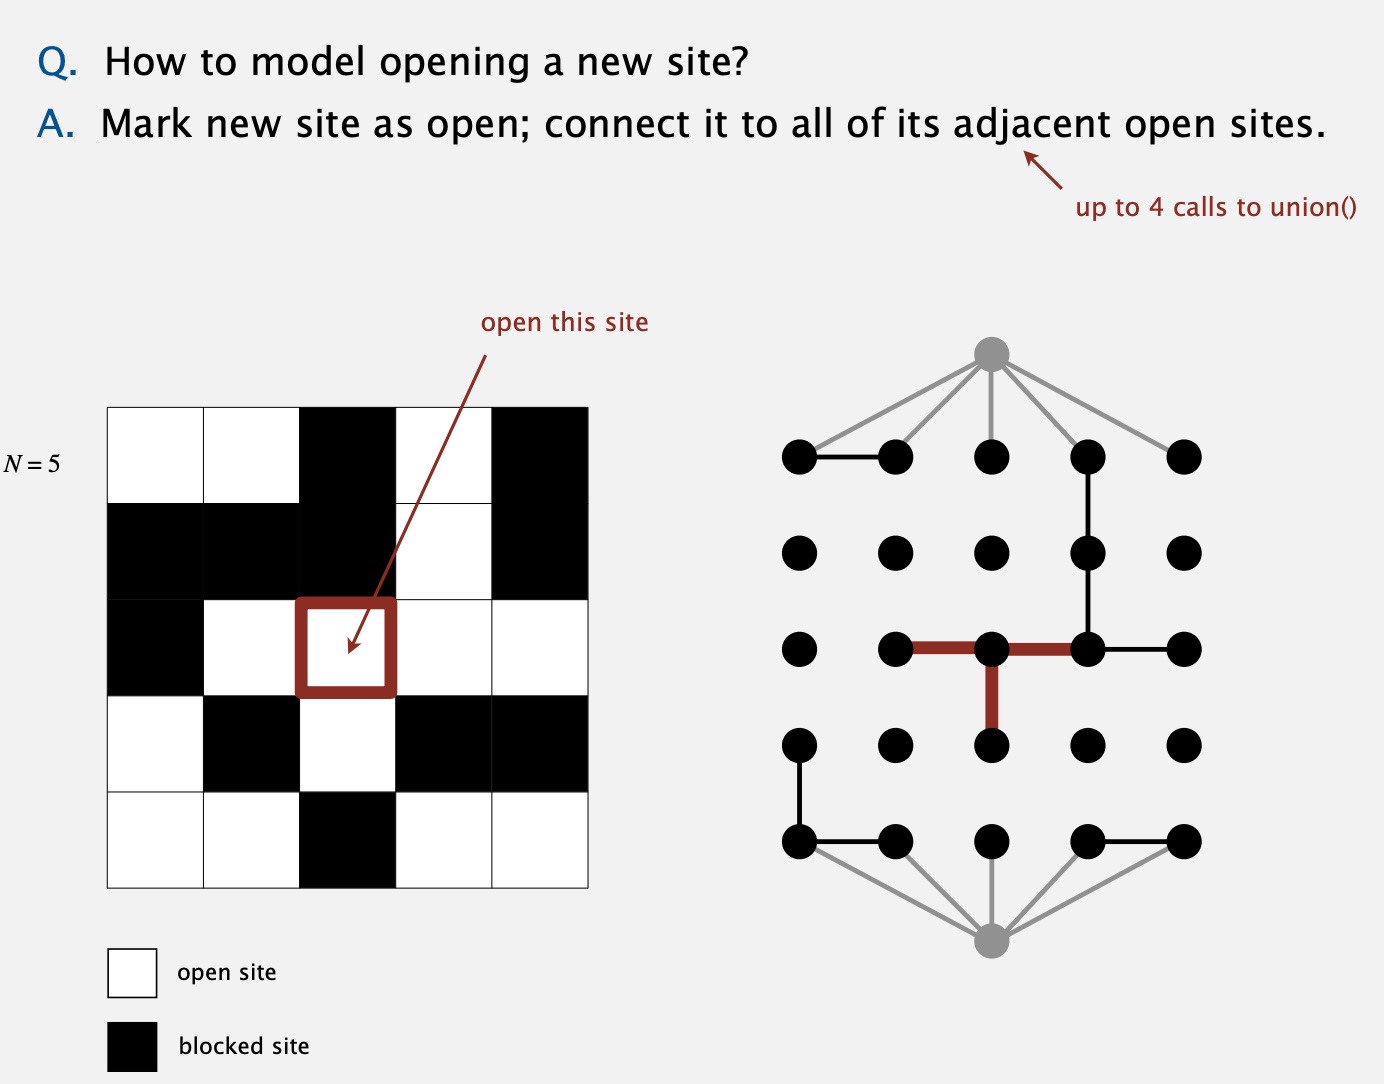 Q. How to model opening a new site?
A. Mark new site as open; connect it to all of its adjacent open sites.
up to 4 calls to union()
open this site
N = 5
open site
blocked site